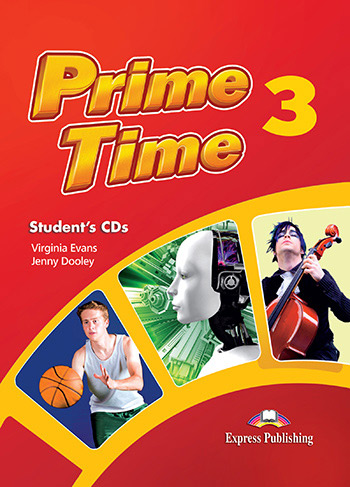 Prime
Time 3
Student's CDs
Virginia Evans
Jenny Dooley
Express Publishing